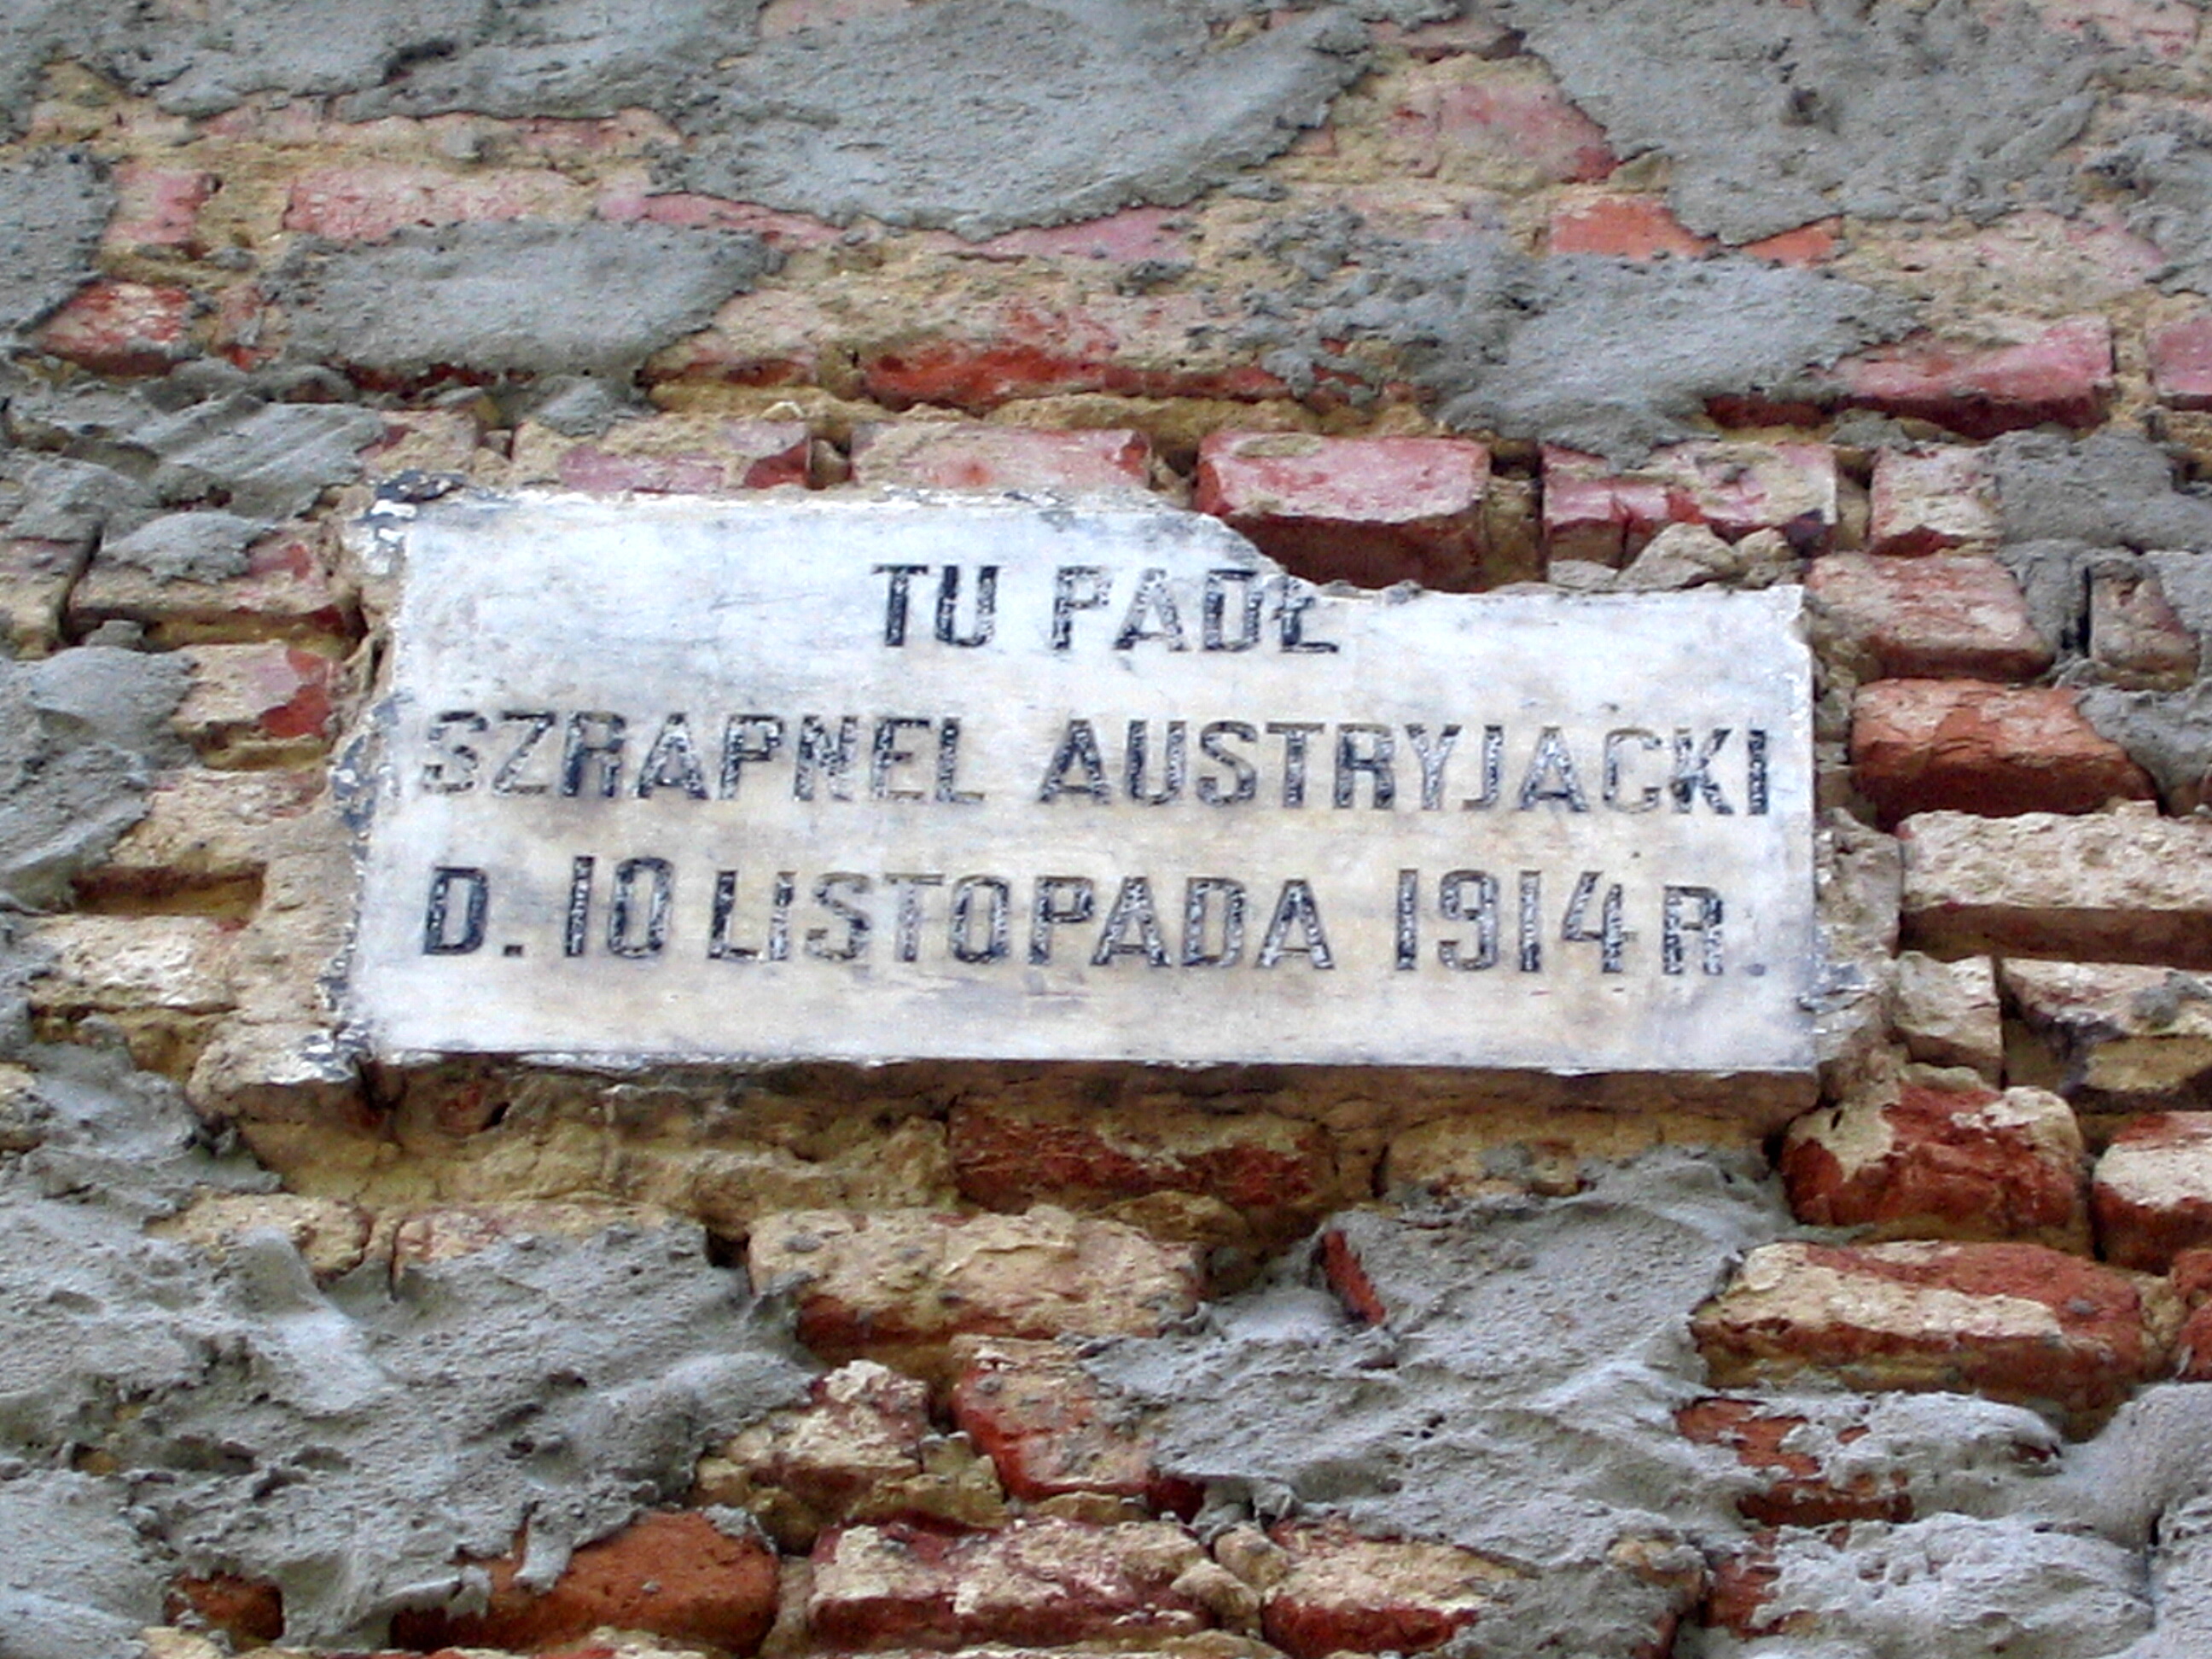 TU PADŁ
SZRAPNEL AUSTRYJACKI
D. 10 LISTOPADA 1914 R.